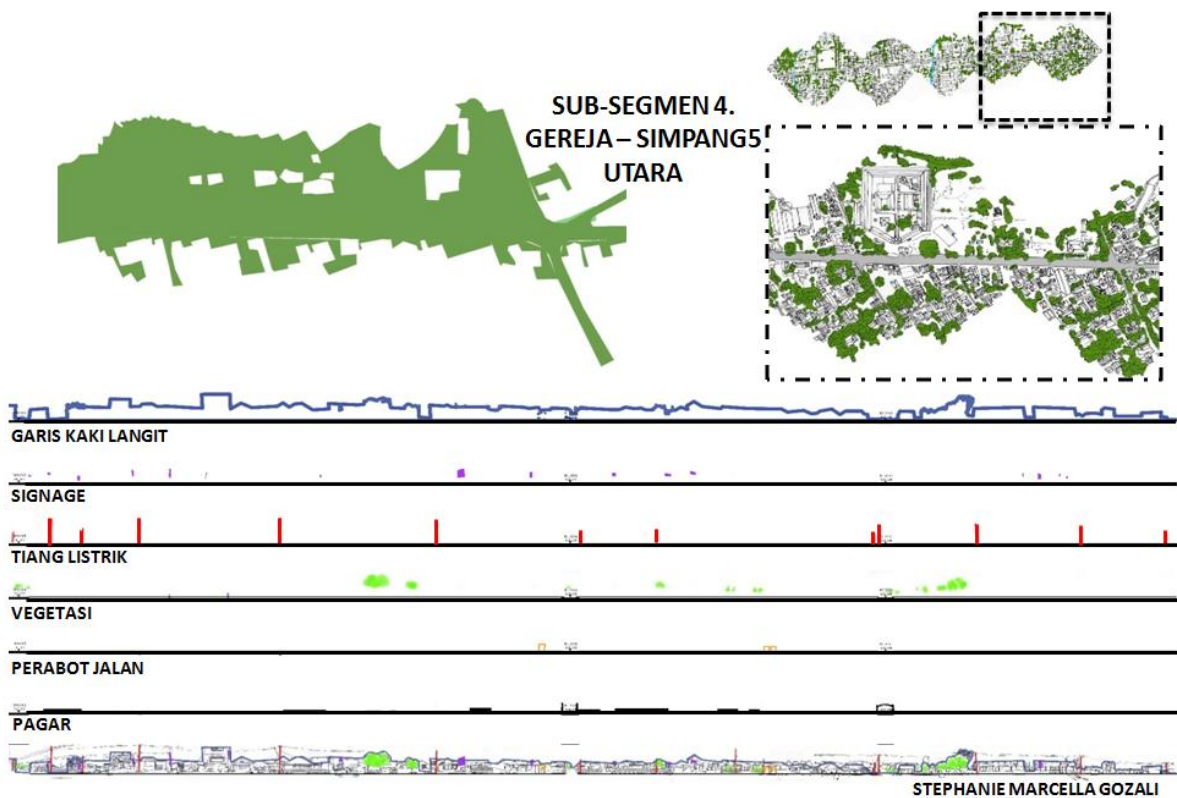 SUB-SEGMEN 4.
GEREJA – SIMPANG5
UTARA
GARIS KAKI LANGIT
SIGNAGE
TIANG LISTRIK
VEGETASI
PERABOT JALAN
PAGAR
STEPHANIE MARCELLA GOZALI